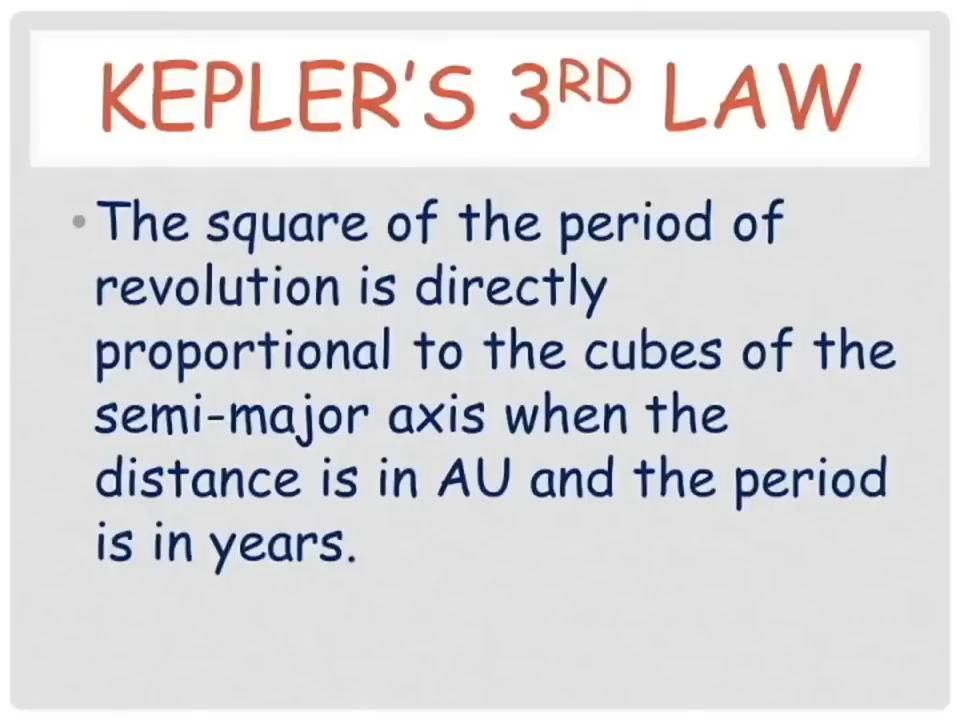 KEPLER'S 3RD LAW
• The square of the period of
revolution is directly
proportional to the cubes of the
semi-major axis when the
distance is in AU and the period
is in years.